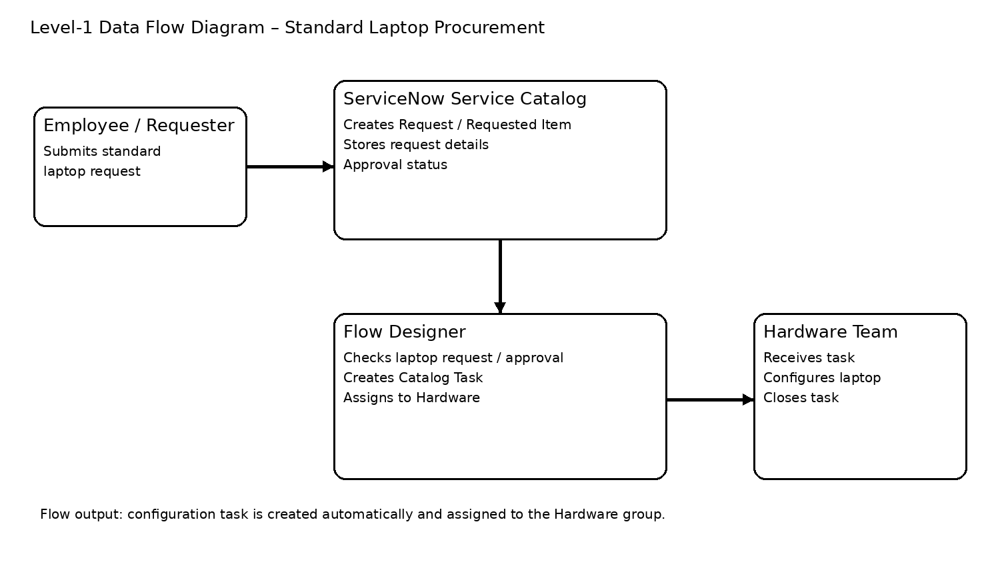 Level-1 Data Flow Diagram – Standard Laptop Procurement
Employee / Requester
Submits standard
laptop request
ServiceNow Service Catalog
Creates Request / Requested Item
Stores request details
Approval status
Flow Designer
Checks laptop request / approval
Creates Catalog Task
Assigns to Hardware
Hardware Team
Receives task
Configures laptop
Closes task
Flow output: configuration task is created automatically and assigned to the Hardware group.